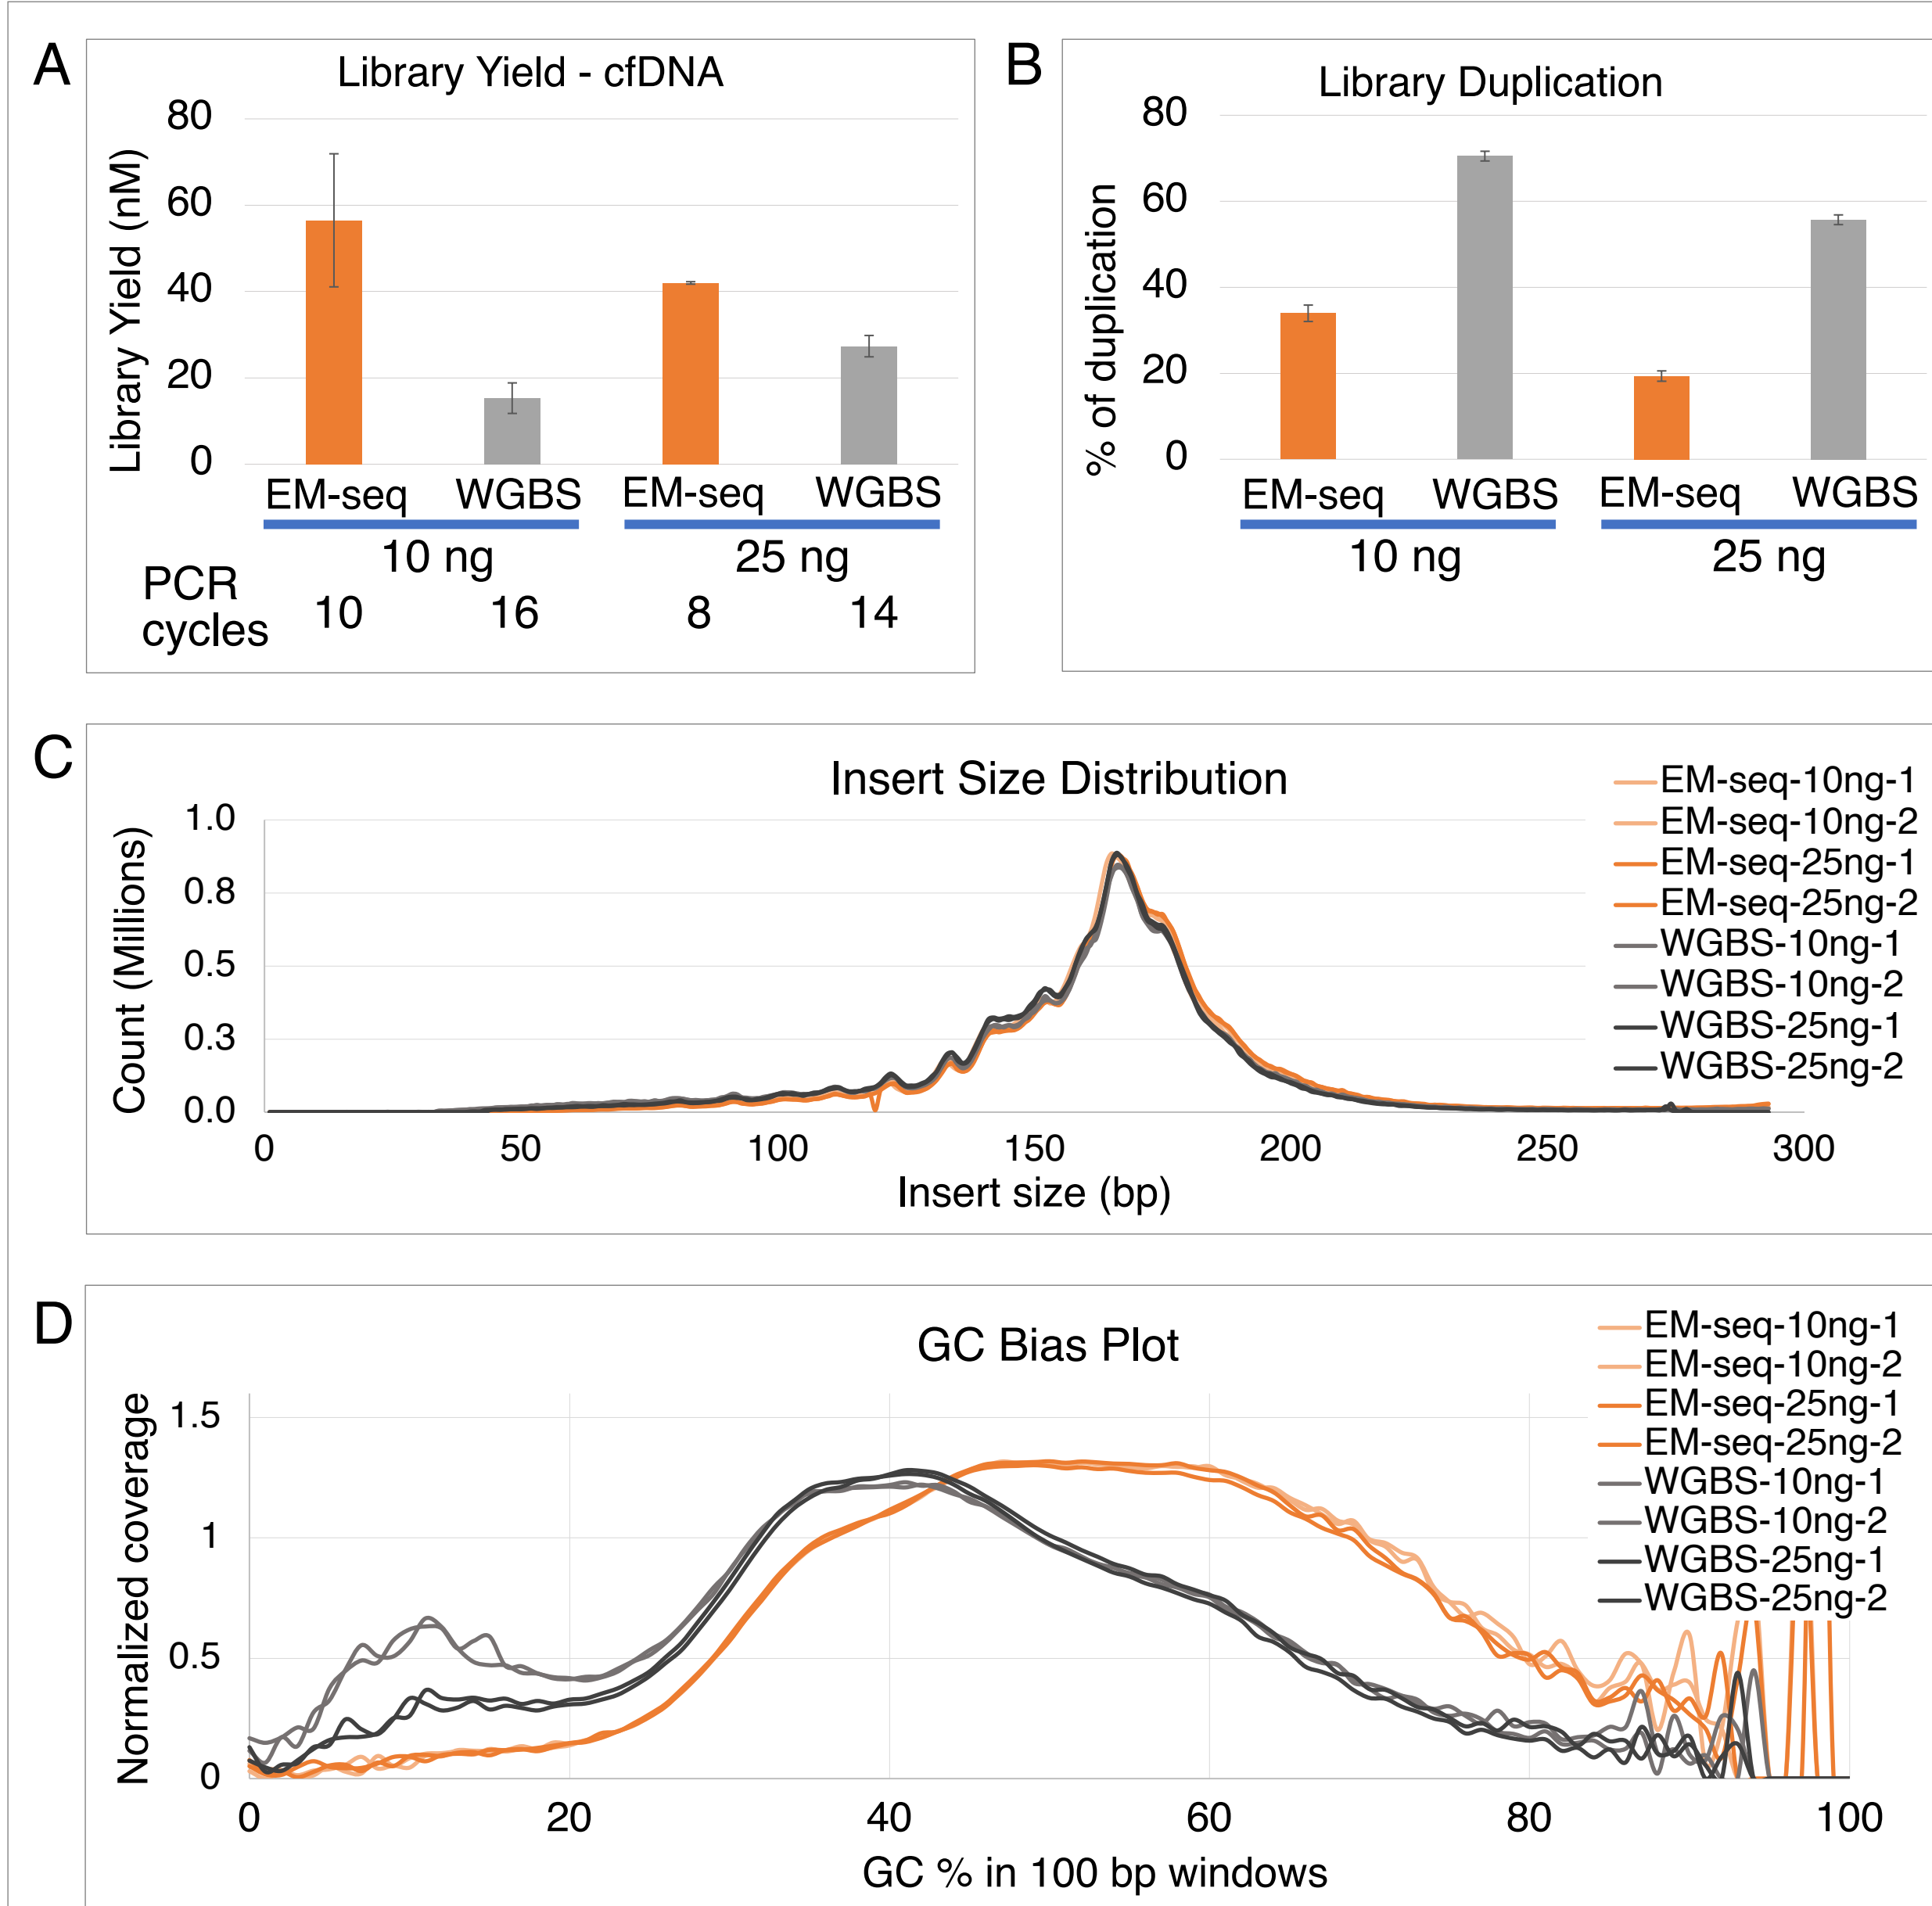 A
Library Yield - cfDNA
Library Yield (nM)
80
60
40
20
0
EM-seq WGBS EM-seq WGBS
10 ng 25 ng
PCR
cycles
10 16 8 14
B
Library Duplication
% of duplication
80
60
40
20
0
EM-seq WGBS EM-seq WGBS
10 ng 25 ng
C
Insert Size Distribution
Count (Millions)
1.0
0.8
0.5
0.3
0.0
0 50 100 150 200 250 300
Insert size (bp)
EM-seq-10ng-1
EM-seq-10ng-2
EM-seq-25ng-1
EM-seq-25ng-2
WGBS-10ng-1
WGBS-10ng-2
WGBS-25ng-1
WGBS-25ng-2
D
GC Bias Plot
Normalized coverage
1.5
1
0.5
0
0 20 40 60 80 100
GC % in 100 bp windows
EM-seq-10ng-1
EM-seq-10ng-2
EM-seq-25ng-1
EM-seq-25ng-2
WGBS-10ng-1
WGBS-10ng-2
WGBS-25ng-1
WGBS-25ng-2